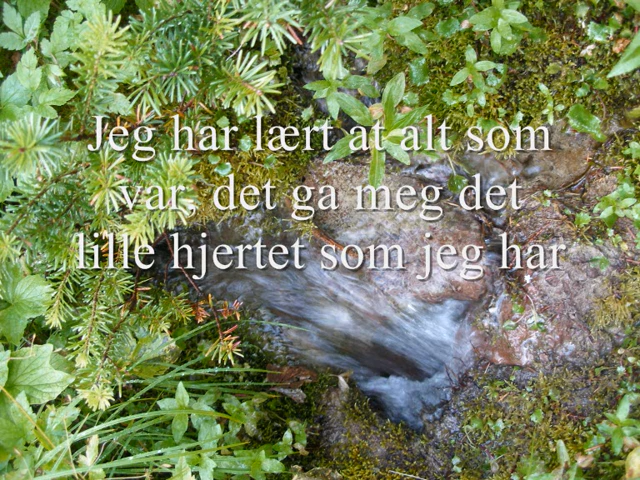 Jeg har lært at alt som
var, det ga meg det
lille hjertet som jeg har